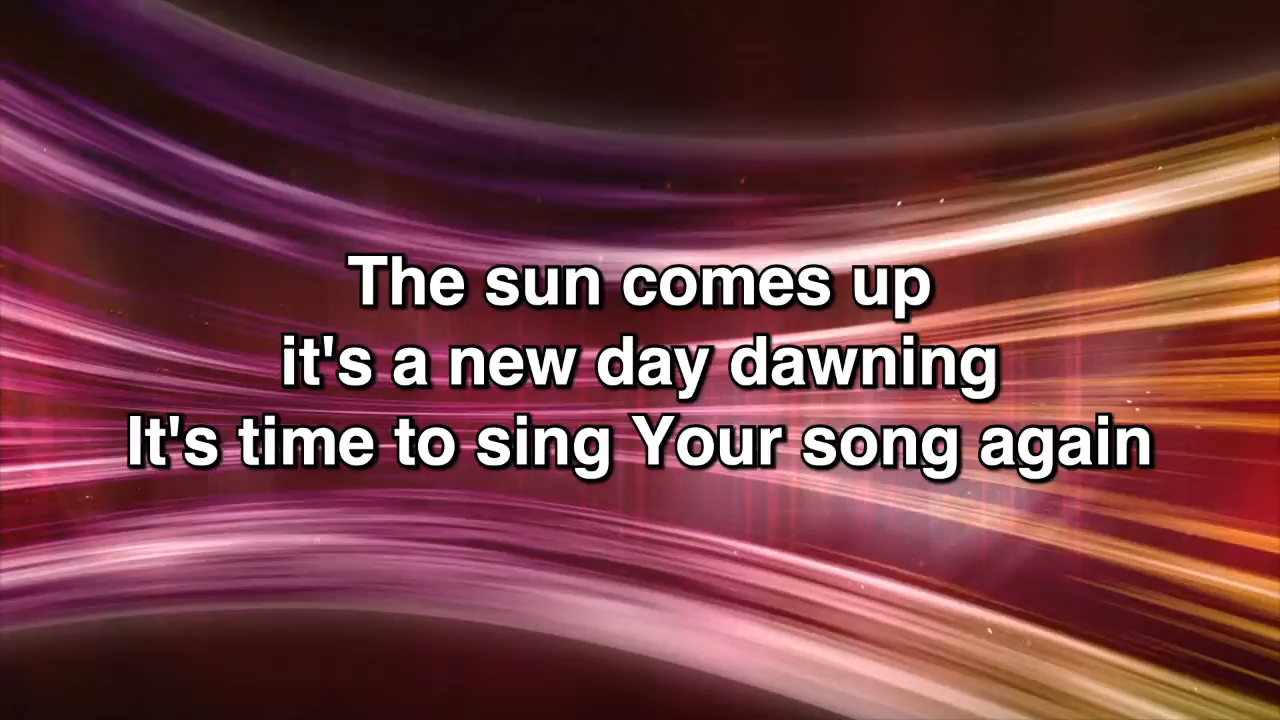 The sun comes up
it's a new day dawning
It's time to sing Your song again